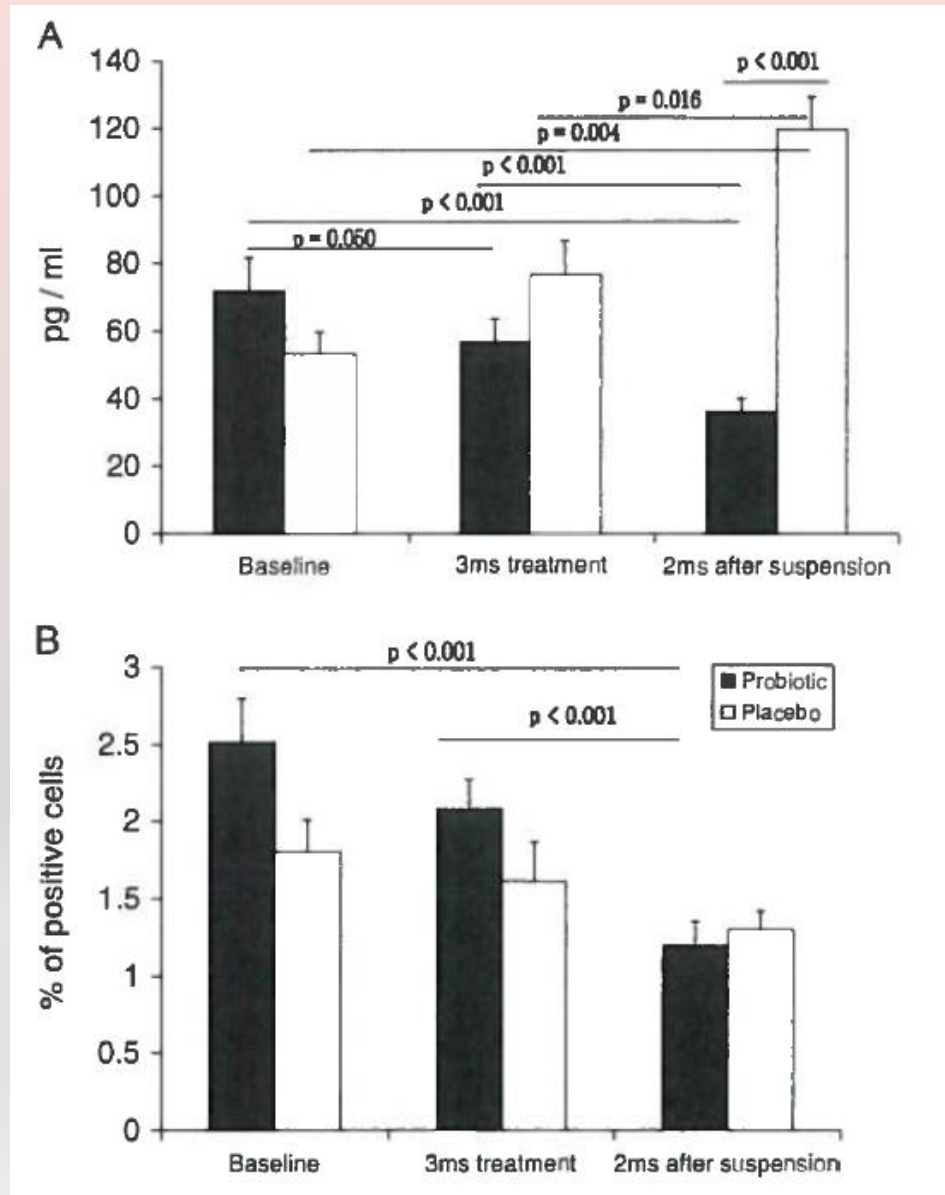 A
140
120
100
80
60
40
20
0
pg / ml
p < 0.001
p = 0.016
p = 0.004
p < 0.001
p < 0.001
p = 0.050
Baseline 3ms treatment 2ms after suspension
B
3
2.5
2
1.5
1
0.5
0
% of positive cells
p < 0.001
p < 0.001
Probiotic
Placebo
Baseline 3ms treatment 2ms after suspension